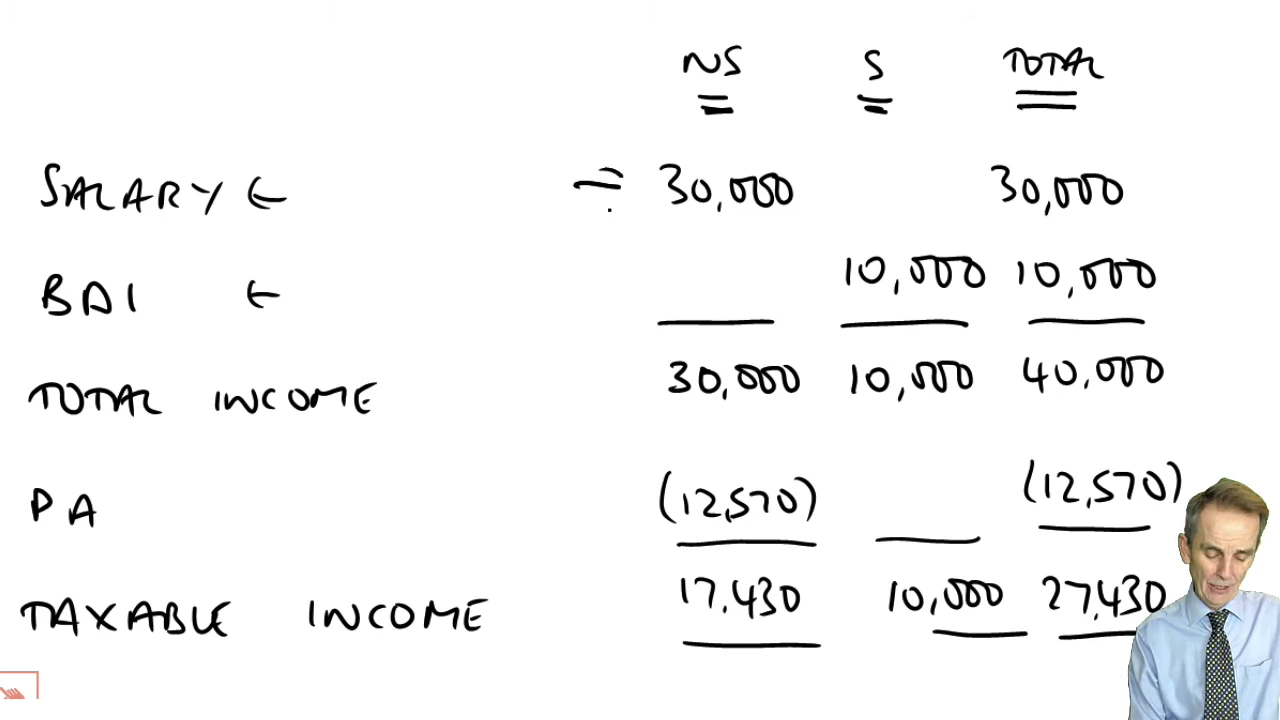 NS S TOTAL
SALARY ← 30,000 30,000
BDI ← 10,000 10,000
TOTAL INCOME 30,000 10,000 40,000
PA (12,570) (12,570)
TAXABLE INCOME 17,430 10,000 27,430